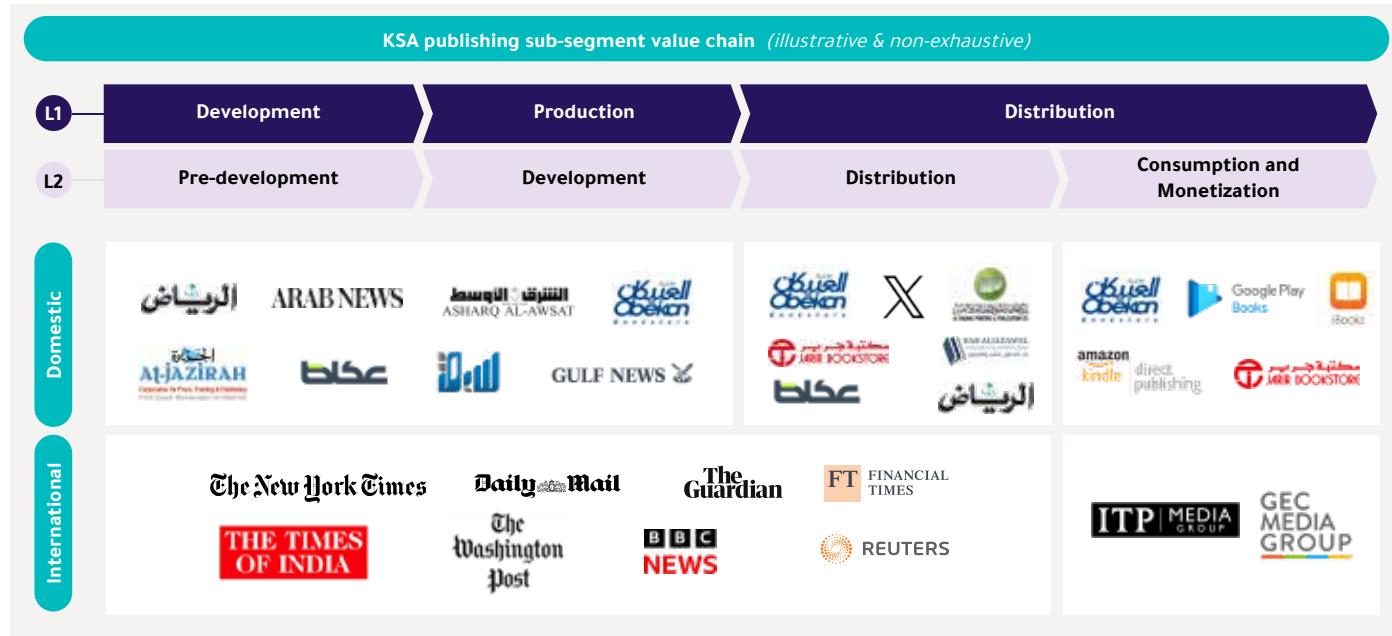 KSA publishing sub-segment value chain (illustrative & non-exhaustive)
L1
Development
Production
Distribution
L2
Pre-development
Development
Distribution
Consumption and
Monetization
Domestic
الرياض
ARAB NEWS
الشرق الأوسط
ASHARQ AL-AWSAT
العبيكان
Obeikan
Bookstore
الجزيرة
AL-JAZIRAH
عكاظ
GULF NEWS
العبيكان
Obeikan
Bookstore
X
مكتبة جرير
JARIR BOOKSTORE
عكاظ
الرياض
العبيكان
Obeikan
Bookstore
Google Play
Books
iBooks
amazon
kindle
direct
publishing
مكتبة جرير
JARIR BOOKSTORE
International
The New York Times
Daily Mail
The
Guardian
FT
FINANCIAL
TIMES
THE TIMES
OF INDIA
The
Washington
Post
BBC
NEWS
REUTERS
ITP MEDIA
GROUP
GEC
MEDIA
GROUP